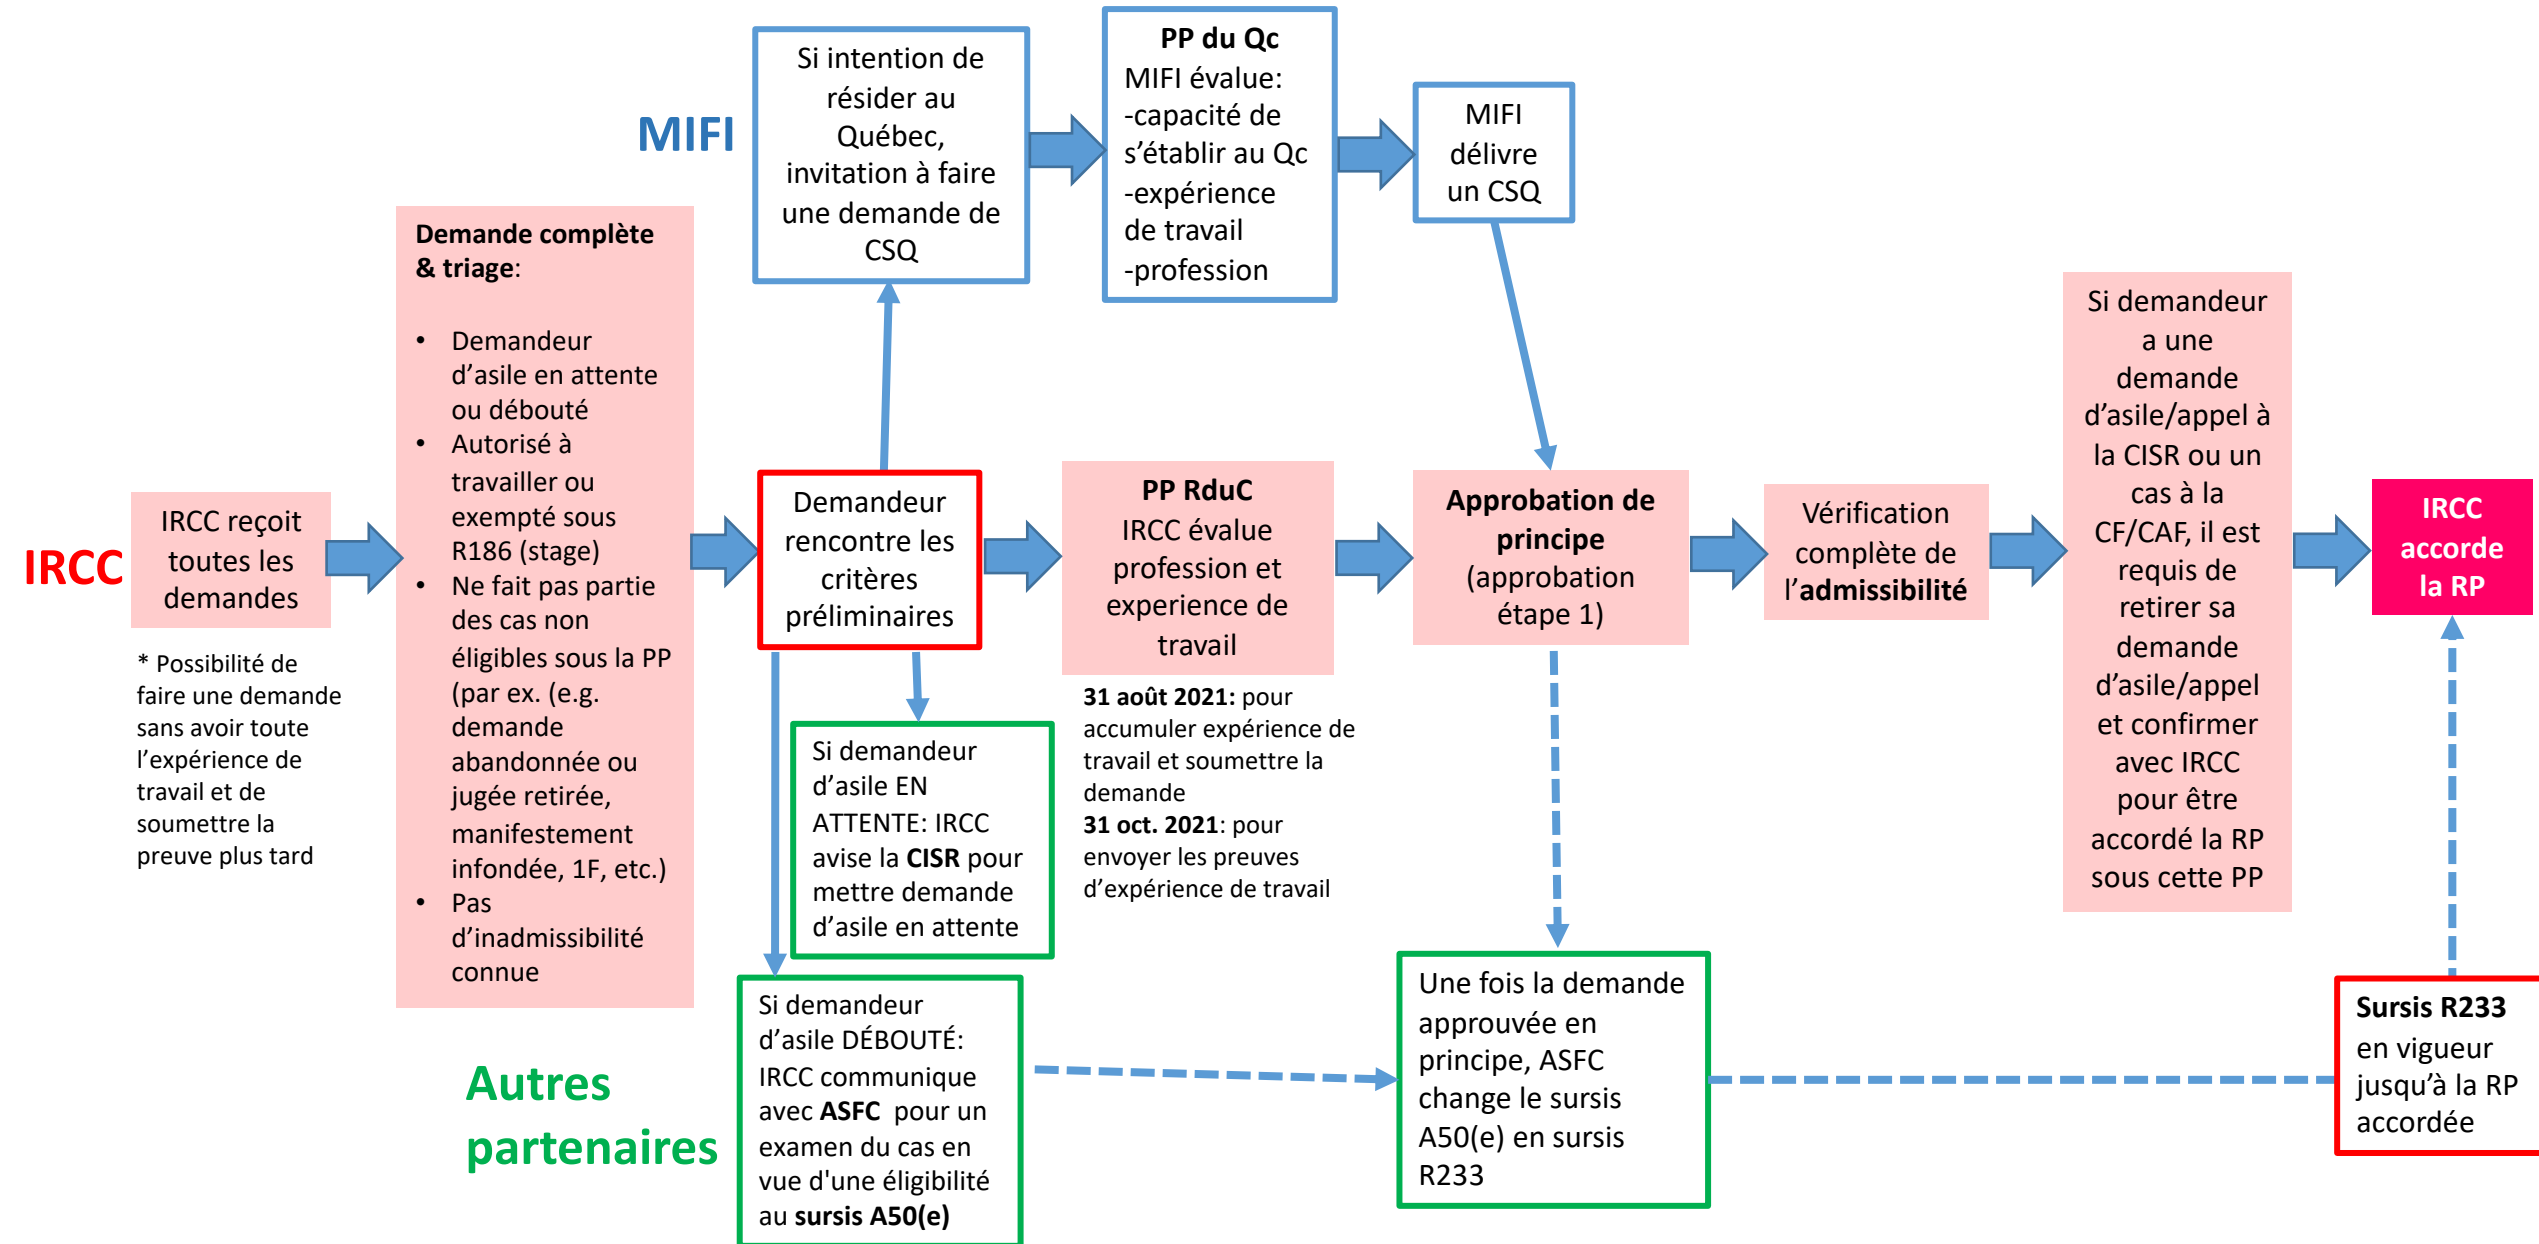 MIFI
Si intention de
résider au
Québec,
invitation à faire
une demande de
CSQ
PP du Qc
MIFI évalue:
-capacité de
s’établir au Qc
-expérience
de travail
-profession
MIFI
délivre
un CSQ
IRCC
IRCC reçoit
toutes les
demandes
* Possibilité de
faire une demande
sans avoir toute
l’expérience de
travail et de
soumettre la
preuve plus tard
Demande complète
& triage:
• Demandeur
d’asile en attente
ou débouté
• Autorisé à
travailler ou
exempté sous
R186 (stage)
• Ne fait pas partie
des cas non
éligibles sous la PP
(par ex. (e.g.
demande
abandonnée ou
jugée retirée,
manifestement
infondée, 1F, etc.)
• Pas
d’inadmissibilité
connue
Demandeur
rencontre les
critères
préliminaires
PP RduC
IRCC évalue
profession et
experience de
travail
31 août 2021: pour
accumuler expérience de
travail et soumettre la
demande
31 oct. 2021: pour
envoyer les preuves
d’expérience de travail
Approbation de
principe
(approbation
étape 1)
Vérification
complète de
l’admissibilité
Si demandeur
a une
demande
d’asile/appel à
la CISR ou un
cas à la
CF/CAF, il est
requis de
retirer sa
demande
d’asile/appel
et confirmer
avec IRCC
pour être
accordé la RP
sous cette PP
IRCC
accorde
la RP
Autres
partenaires
Si demandeur
d’asile EN
ATTENTE: IRCC
avise la CISR pour
mettre demande
d’asile en attente
Si demandeur
d’asile DÉBOUTÉ:
IRCC communique
avec ASFC pour un
examen du cas en
vue d'une éligibilité
au sursis A50(e)
Une fois la demande
approuvée en
principe, ASFC
change le sursis
A50(e) en sursis
R233
Sursis R233
en vigueur
jusqu’à la RP
accordée